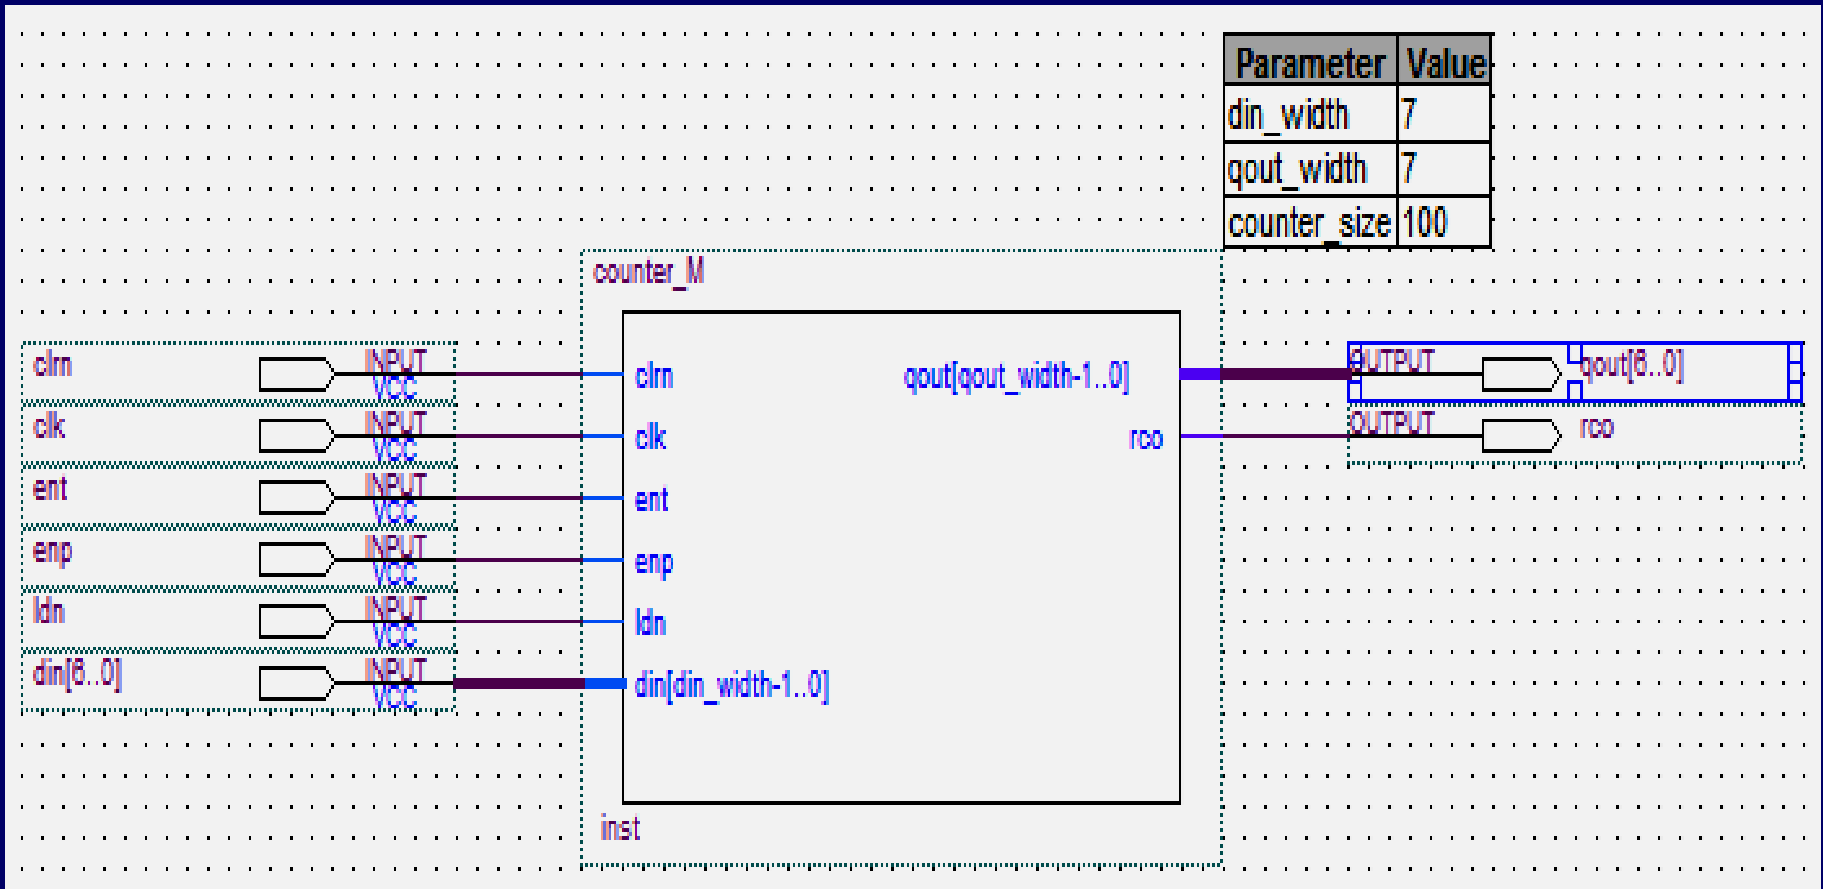 Parameter Value
din_width 7
qout_width 7
counter_size 100
counter_M
clrn INPUT VCC
clk INPUT VCC
ent INPUT VCC
enp INPUT VCC
ldn INPUT VCC
din[6..0] INPUT VCC
clrn qout[qout_width-1..0]
clk rco
ent
enp
ldn
din[din_width-1..0]
inst
OUTPUT qout[6..0]
OUTPUT rco